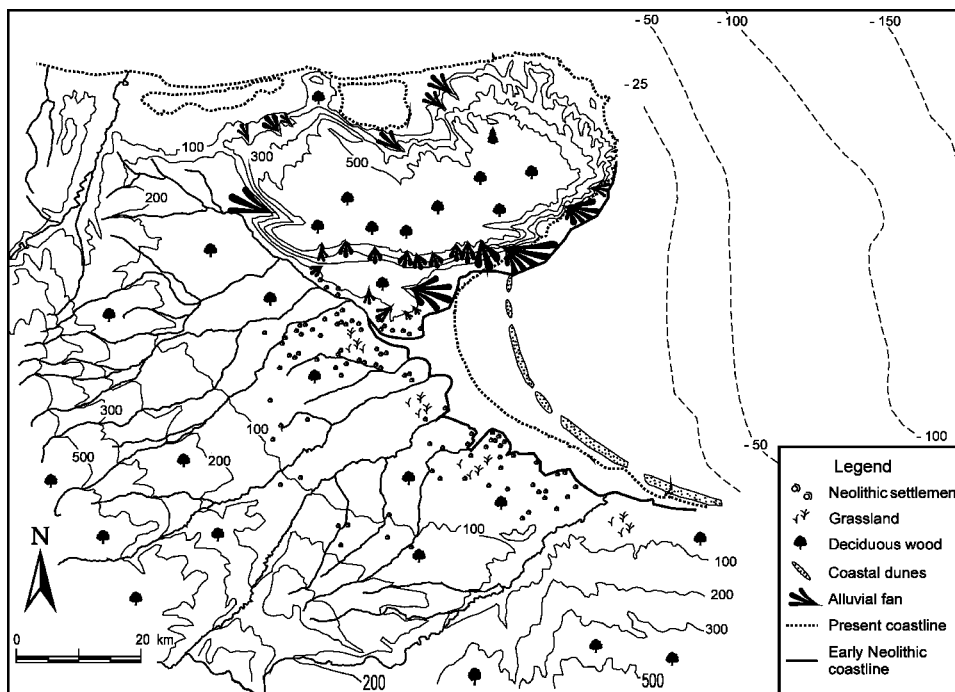 - 50
- 100
- 150
- 25
100
300
500
200
300
100
500
200
100
- 50
- 100
100
200
300
200
500
N
0 20 km
Legend
Neolithic settlement
Grassland
Deciduous wood
Coastal dunes
Alluvial fan
Present coastline
Early Neolithic
coastline